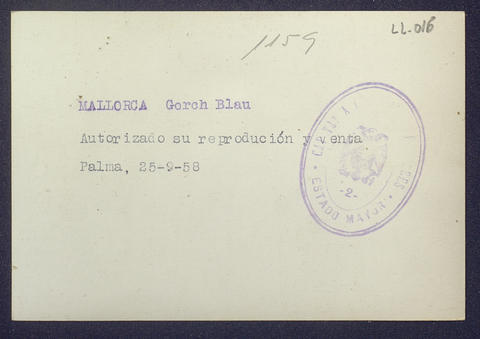 LL-016
1159
MALLORCA Gorch Blau
Autorizado su reprodución y venta
Palma, 25-9-58
ESTADO MAYOR
-2-